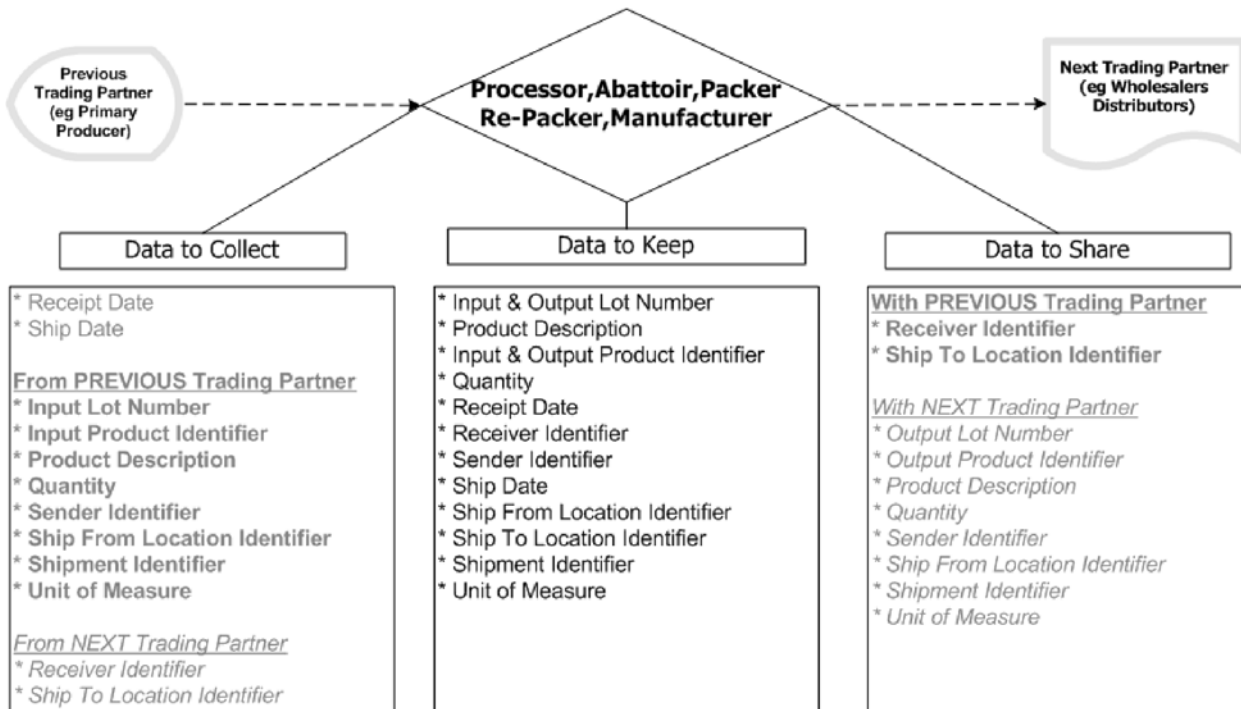 Previous
Trading Partner
(eg Primary
Producer)
Processor,Abattoir,Packer
Re-Packer,Manufacturer
Next Trading Partner
(eg Wholesalers
Distributors)
Data to Collect
* Receipt Date
* Ship Date
From PREVIOUS Trading Partner
* Input Lot Number
* Input Product Identifier
* Product Description
* Quantity
* Sender Identifier
* Ship From Location Identifier
* Shipment Identifier
* Unit of Measure
From NEXT Trading Partner
* Receiver Identifier
* Ship To Location Identifier
Data to Keep
* Input & Output Lot Number
* Product Description
* Input & Output Product Identifier
* Quantity
* Receipt Date
* Receiver Identifier
* Sender Identifier
* Ship Date
* Ship From Location Identifier
* Ship To Location Identifier
* Shipment Identifier
* Unit of Measure
Data to Share
With PREVIOUS Trading Partner
* Receiver Identifier
* Ship To Location Identifier
With NEXT Trading Partner
* Output Lot Number
* Output Product Identifier
* Product Description
* Quantity
* Sender Identifier
* Ship From Location Identifier
* Shipment Identifier
* Unit of Measure